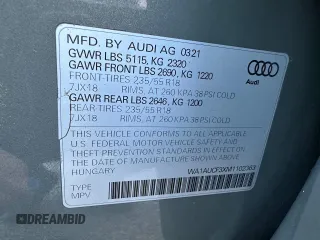 MFD. BY AUDI AG 03.21
GVWR LBS 5115, KG 2320
GAWR FRONT LBS 2690, KG 1220
FRONT TIRES 235/55 R18
7JX18 RIMS, AT 260 KPA 38 PSI COLD
GAWR REAR LBS 2646, KG 1200
REAR TIRES 235/55 R18
7JX18 RIMS, AT 260 KPA 38 PSI COLD
Audi
THIS VEHICLE CONFORMS TO ALL APPLICABLE
U.S. FEDERAL MOTOR VEHICLE SAFETY AND
THEFT PREVENTION STANDARDS IN EFFECT ON
THE DATE OF MANUFACTURE SHOWN ABOVE.
HUNGARY
TYPE
MPV
DREAMBID